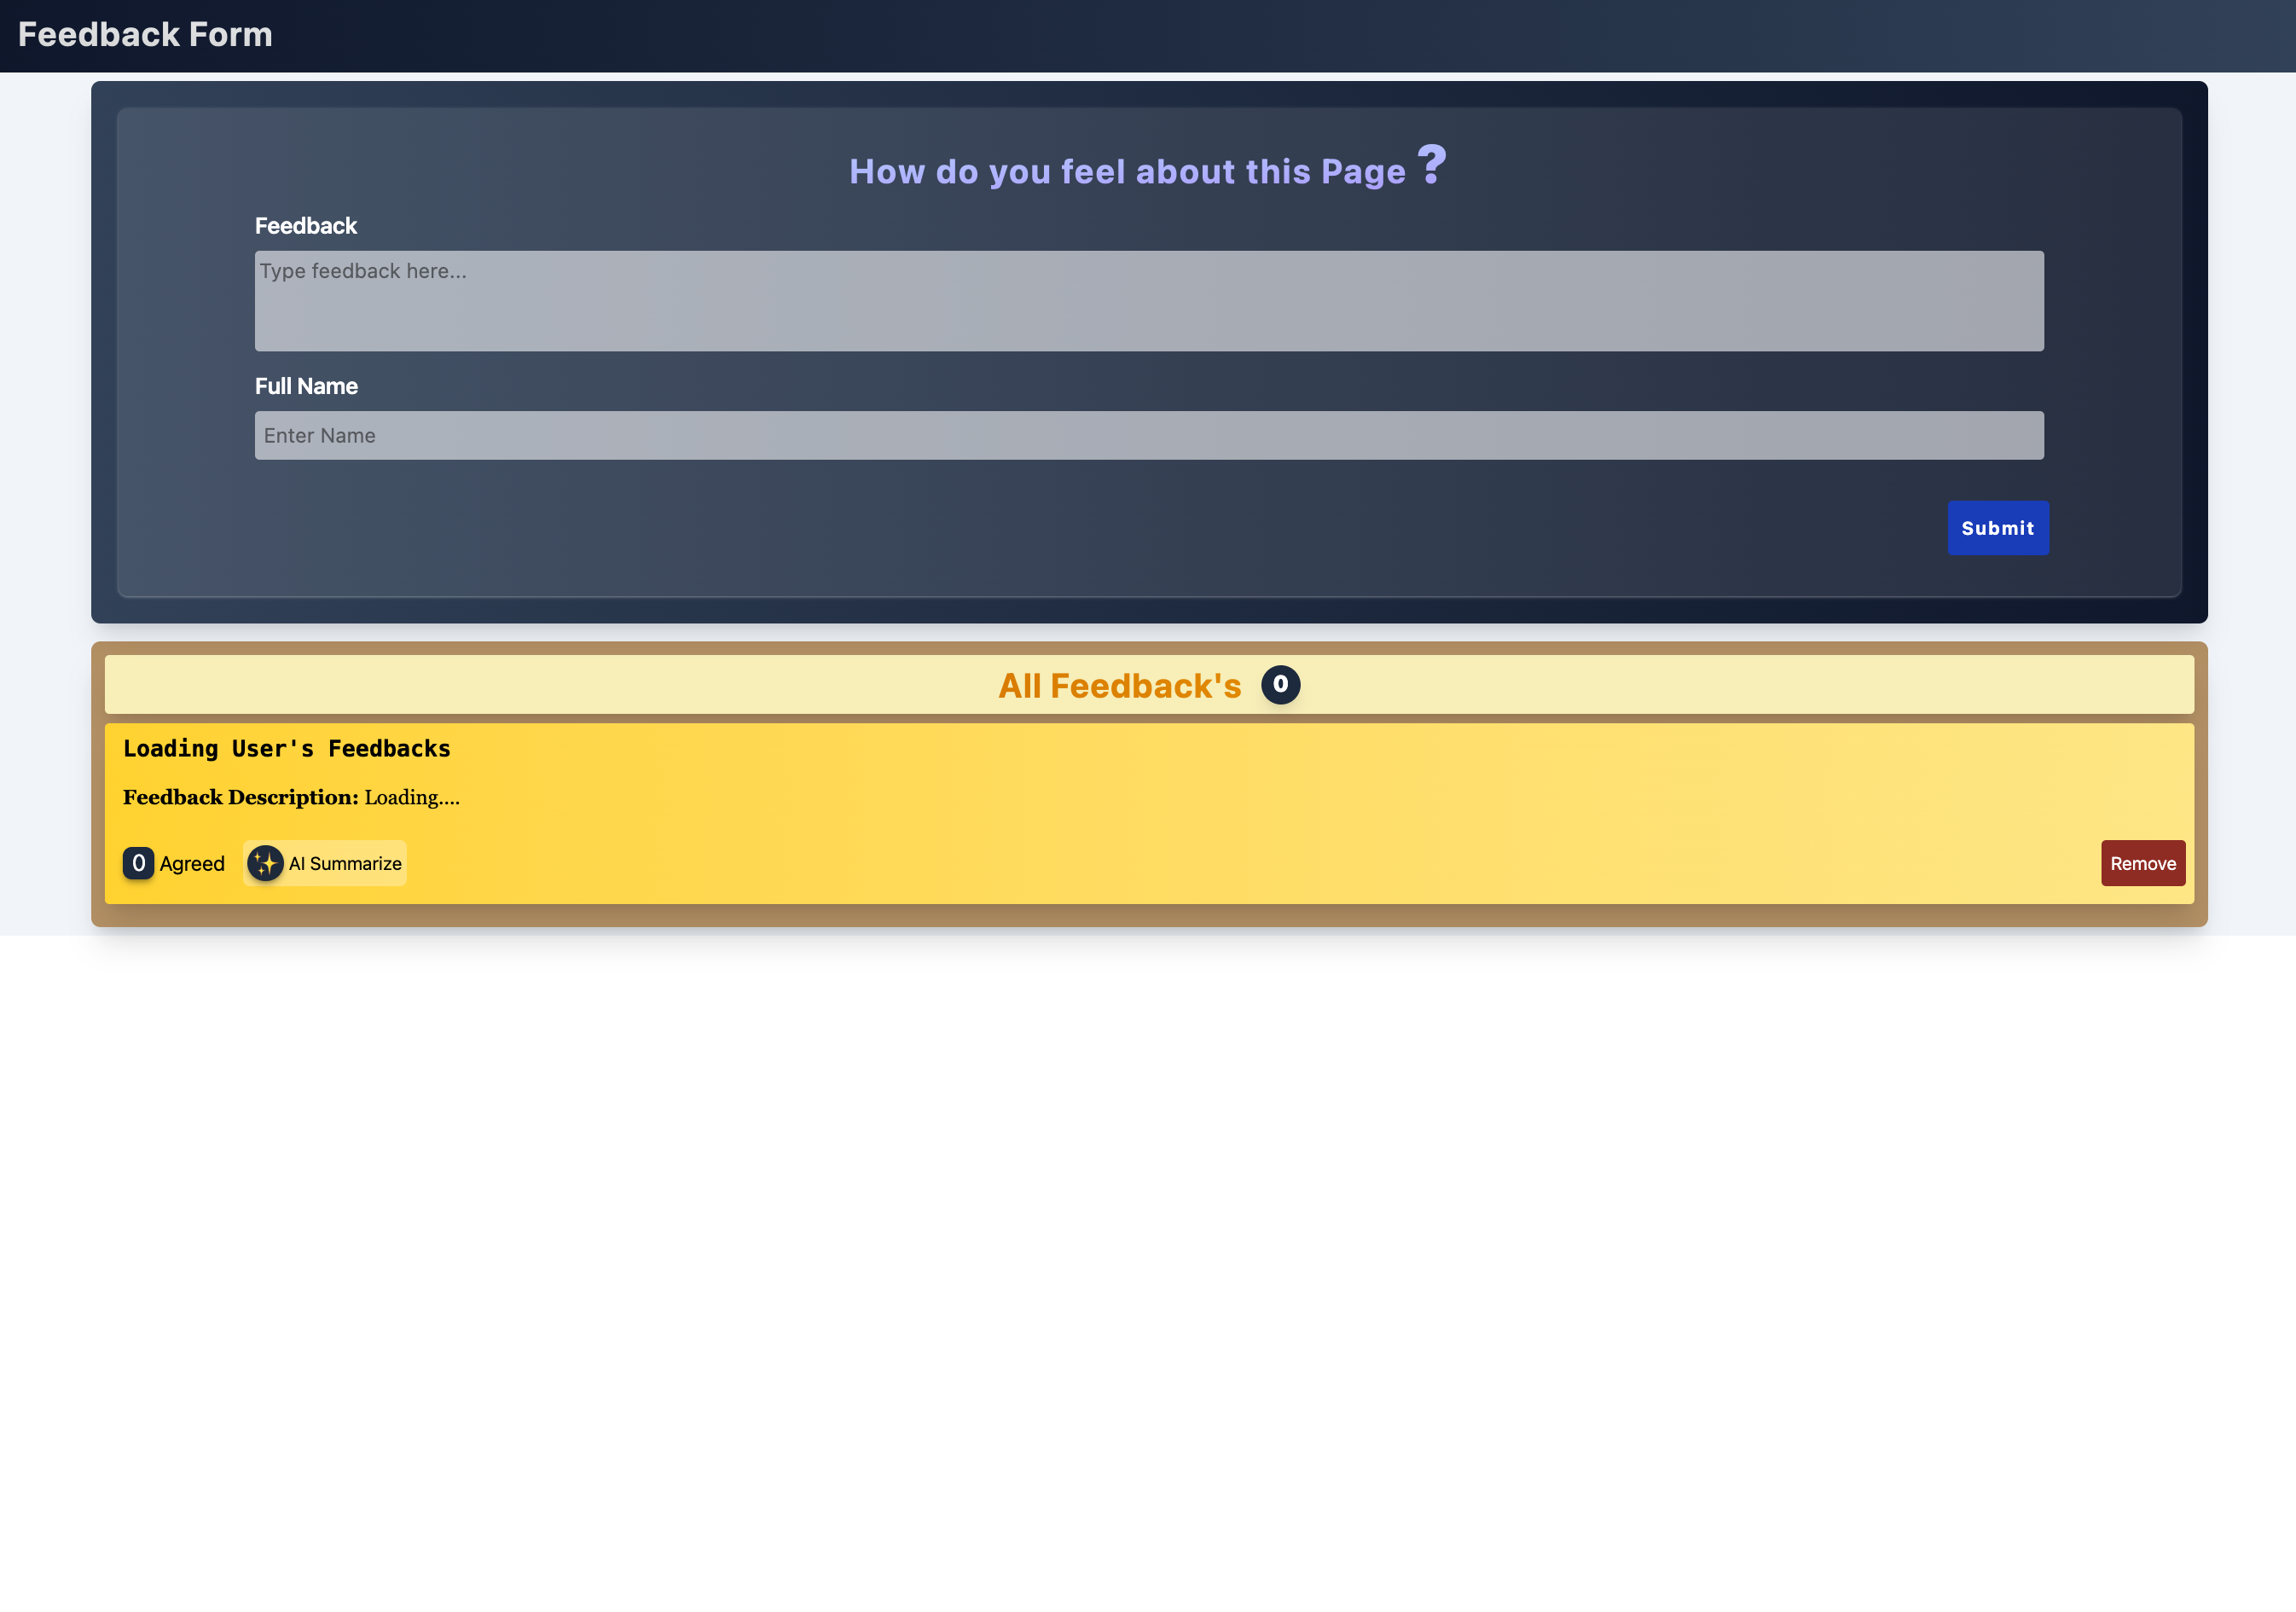 Feedback Form
How do you feel about this Page ?
Feedback
Type feedback here...
Full Name
Enter Name
Submit
All Feedback's 0
Loading User's Feedbacks
Feedback Description: Loading....
0 Agreed ✨ AI Summarize Remove